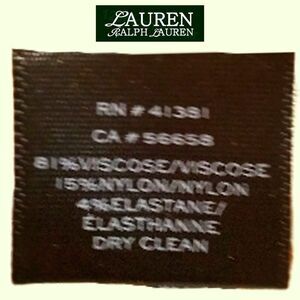 LAUREN
RALPH LAUREN
RN # 41381
CA # 56658
81%VISCOSE/VISCOSE
15%NYLON/NYLON
4%ELASTANE/
ÉLASTHANNE
DRY CLEAN